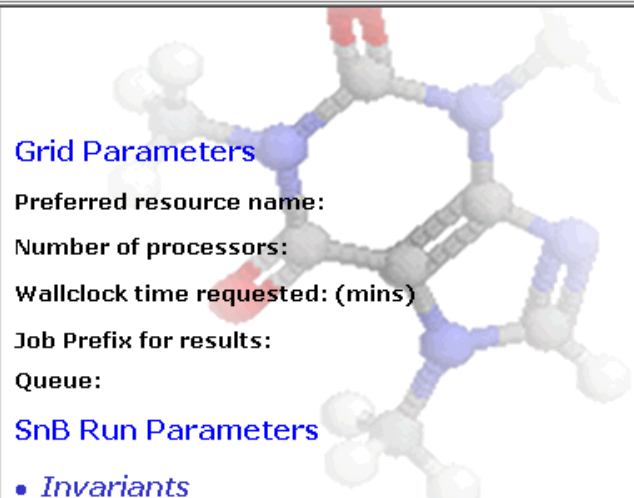 Grid Parameters
Preferred resource name:
Number of processors:
Wallclock time requested: (mins)
Job Prefix for results:
Queue:
SnB Run Parameters
• Invariants